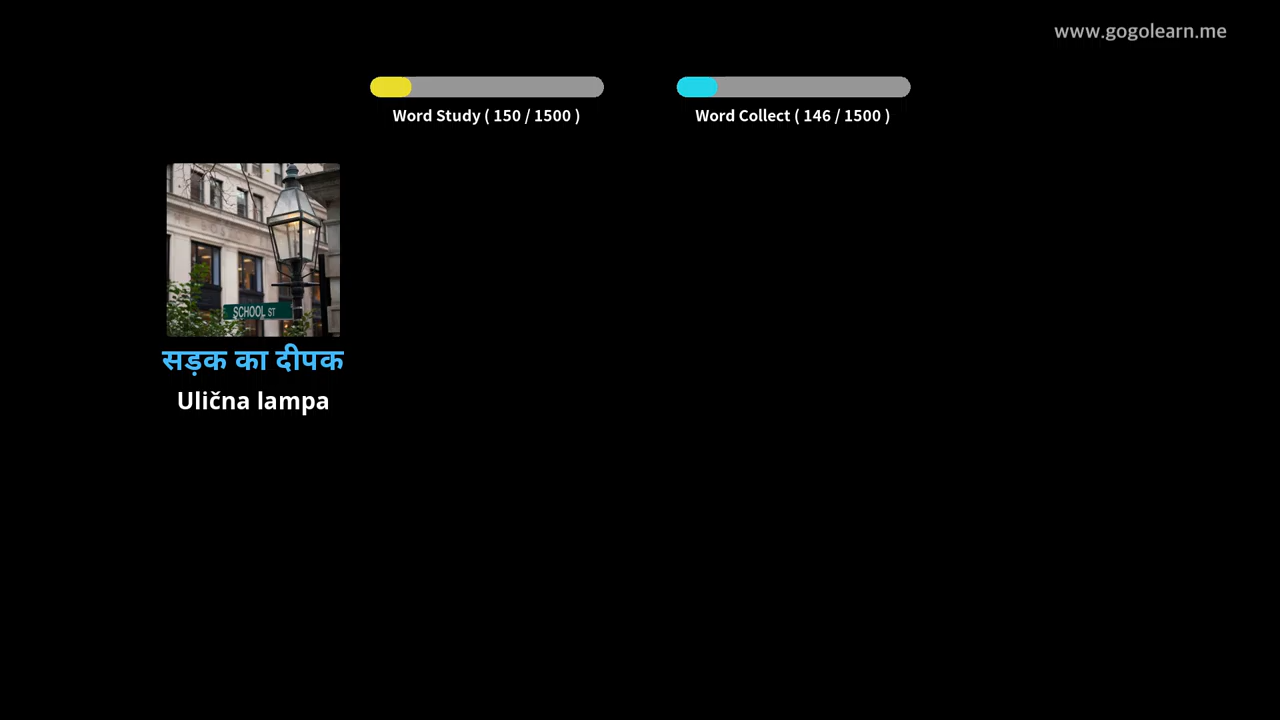 www.gogolearn.me
Word Study ( 150 / 1500 )
Word Collect ( 146 / 1500 )
SCHOOL ST
सड़क का दीपक
Ulična lampa